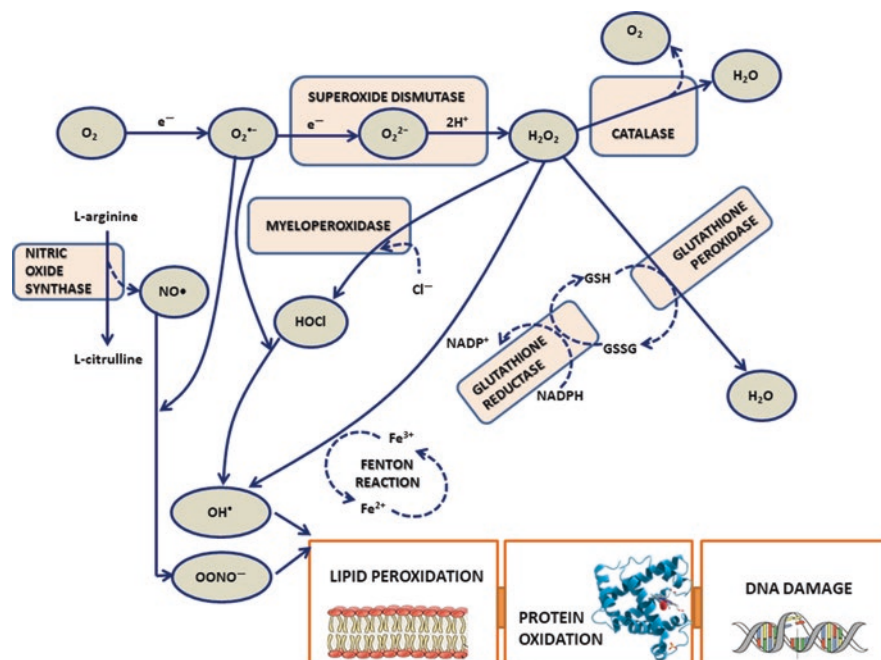 O₂
H₂O
SUPEROXIDE DISMUTASE
CATALASE
O₂
e⁻
O₂•⁻
e⁻
O₂²⁻
2H⁺
H₂O₂
L-arginine
NITRIC
OXIDE
SYNTHASE
NO•
L-citrulline
MYELOPEROXIDASE
Cl⁻
HOCl
GLUTATHIONE
PEROXIDASE
GSH
GSSG
NADP⁺
GLUTATHIONE
REDUCTASE
NADPH
H₂O
Fe³⁺
FENTON
REACTION
Fe²⁺
OH•
OONO⁻
LIPID PEROXIDATION
PROTEIN
OXIDATION
DNA DAMAGE